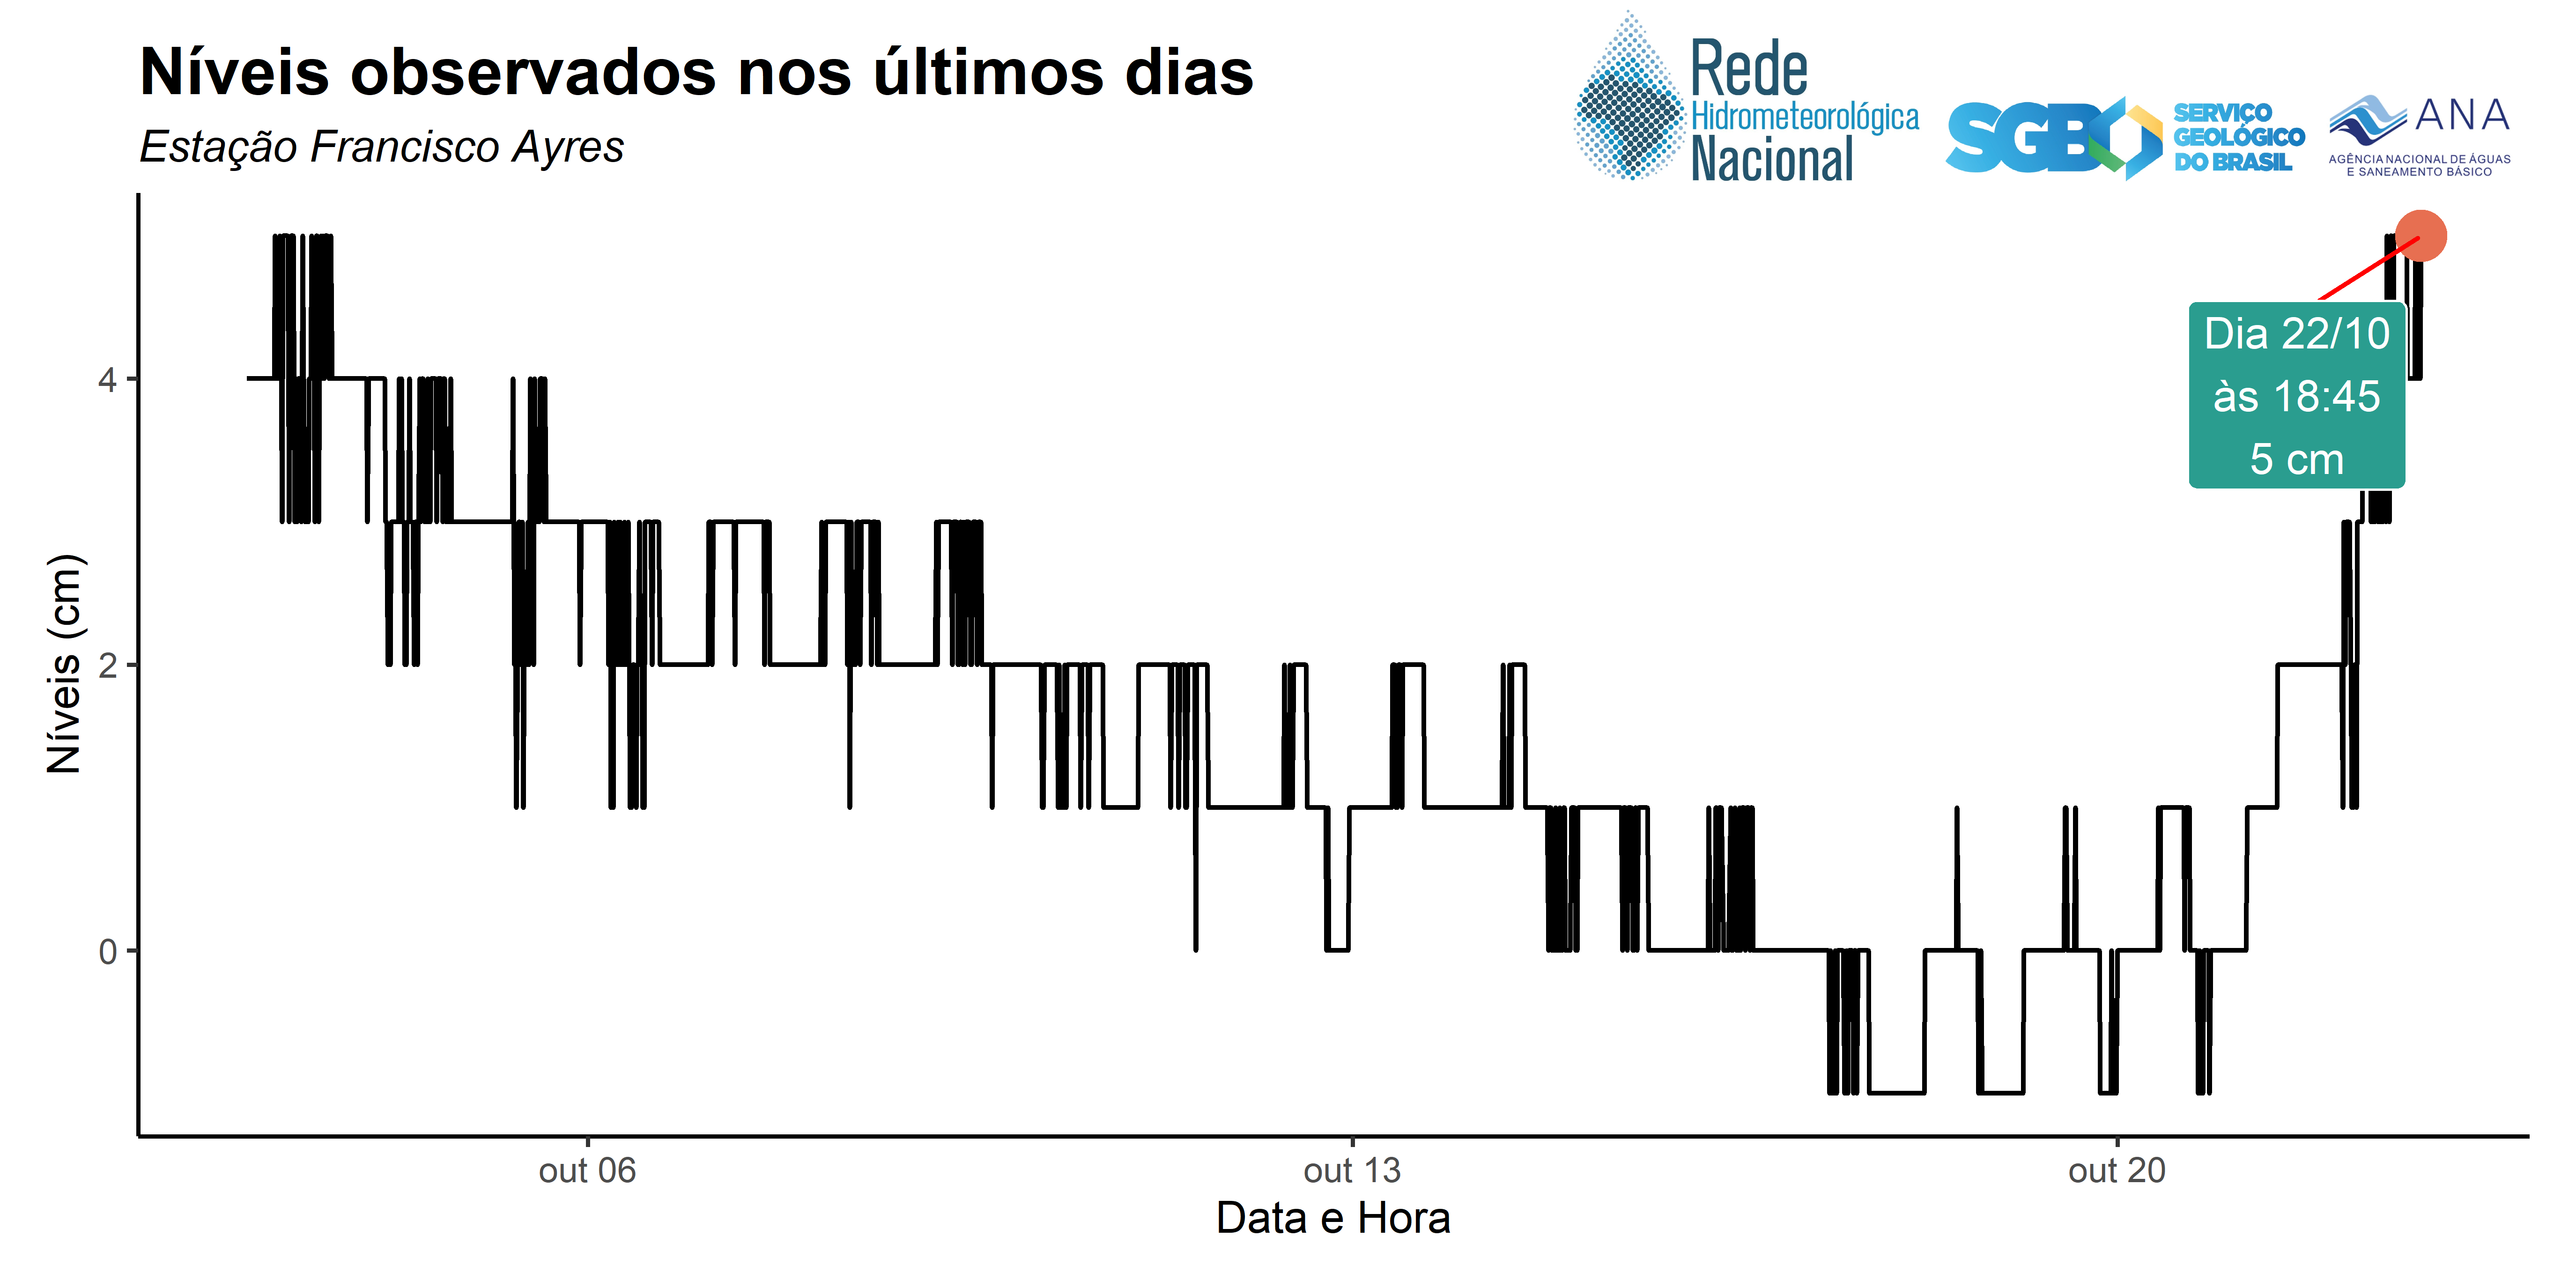 Níveis observados nos últimos dias
Estação Francisco Ayres
Rede
Hidrometeorológica
Nacional
SGB
SERVIÇO
GEOLÓGICO
DO BRASIL
ANA
AGÊNCIA NACIONAL DE ÁGUAS
E SANEAMENTO BÁSICO
Níveis (cm)
4
2
0
Dia 22/10
às 18:45
5 cm
out 06
out 13
out 20
Data e Hora